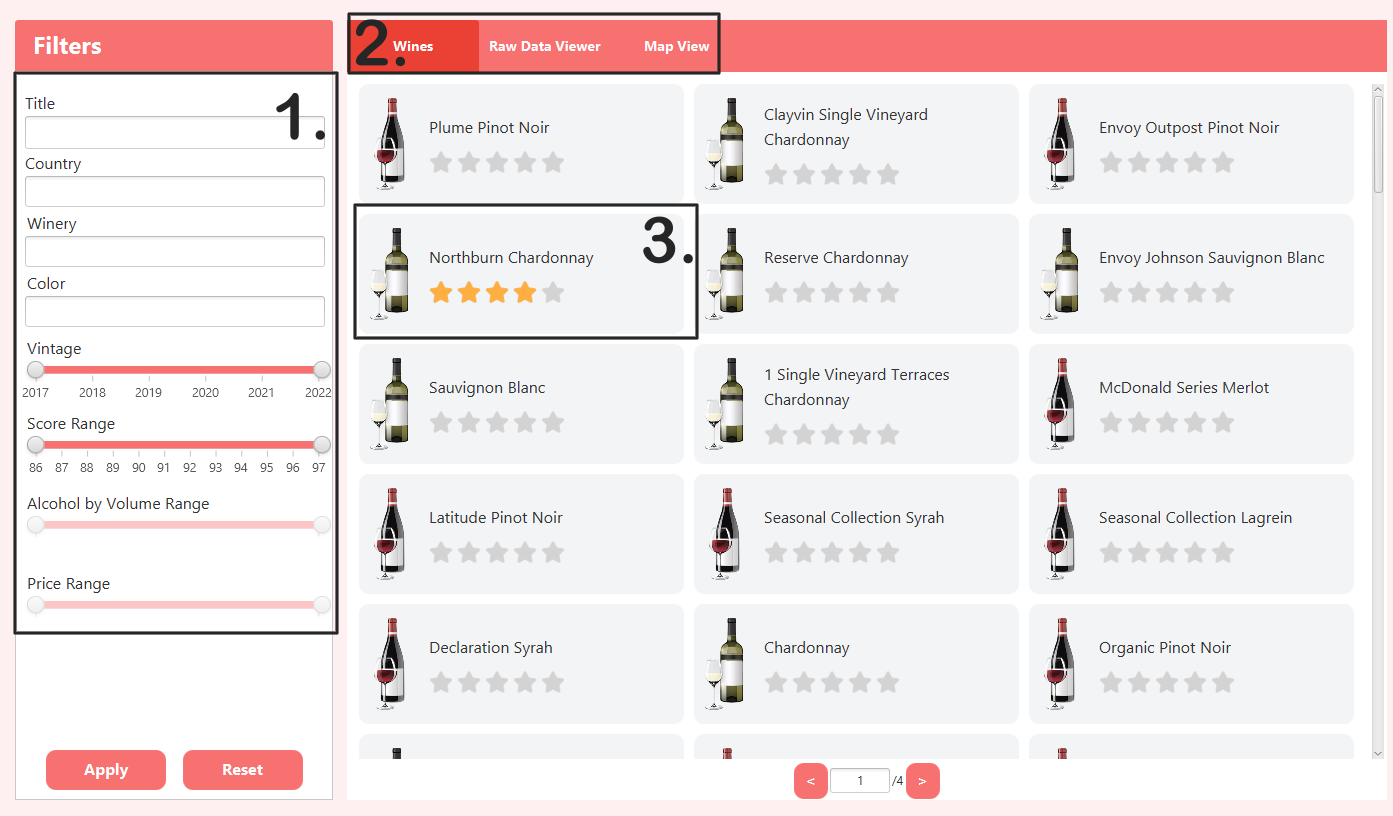 Filters
1.
Title
Country
Winery
Color
Vintage
2017 2018 2019 2020 2021 2022
Score Range
86 87 88 89 90 91 92 93 94 95 96 97
Alcohol by Volume Range
Price Range
Apply Reset
2. Wines Raw Data Viewer Map View
Plume Pinot Noir
Clayvin Single Vineyard
Chardonnay
Envoy Outpost Pinot Noir
3.
Northburn Chardonnay
Reserve Chardonnay
Envoy Johnson Sauvignon Blanc
Sauvignon Blanc
1 Single Vineyard Terraces
Chardonnay
McDonald Series Merlot
Latitude Pinot Noir
Seasonal Collection Syrah
Seasonal Collection Lagrein
Declaration Syrah
Chardonnay
Organic Pinot Noir
< 1 /4 >